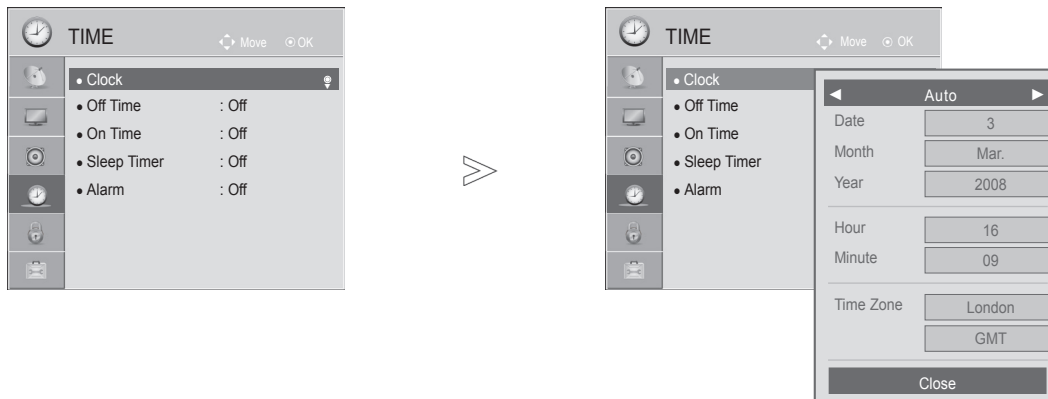 TIME Move OK
• Clock
• Off Time : Off
• On Time : Off
• Sleep Timer : Off
• Alarm : Off
TIME Move OK
• Clock
• Off Time
• On Time
• Sleep Timer
• Alarm
◄ Auto ►
Date 3
Month Mar.
Year 2008
Hour 16
Minute 09
Time Zone London
GMT
Close